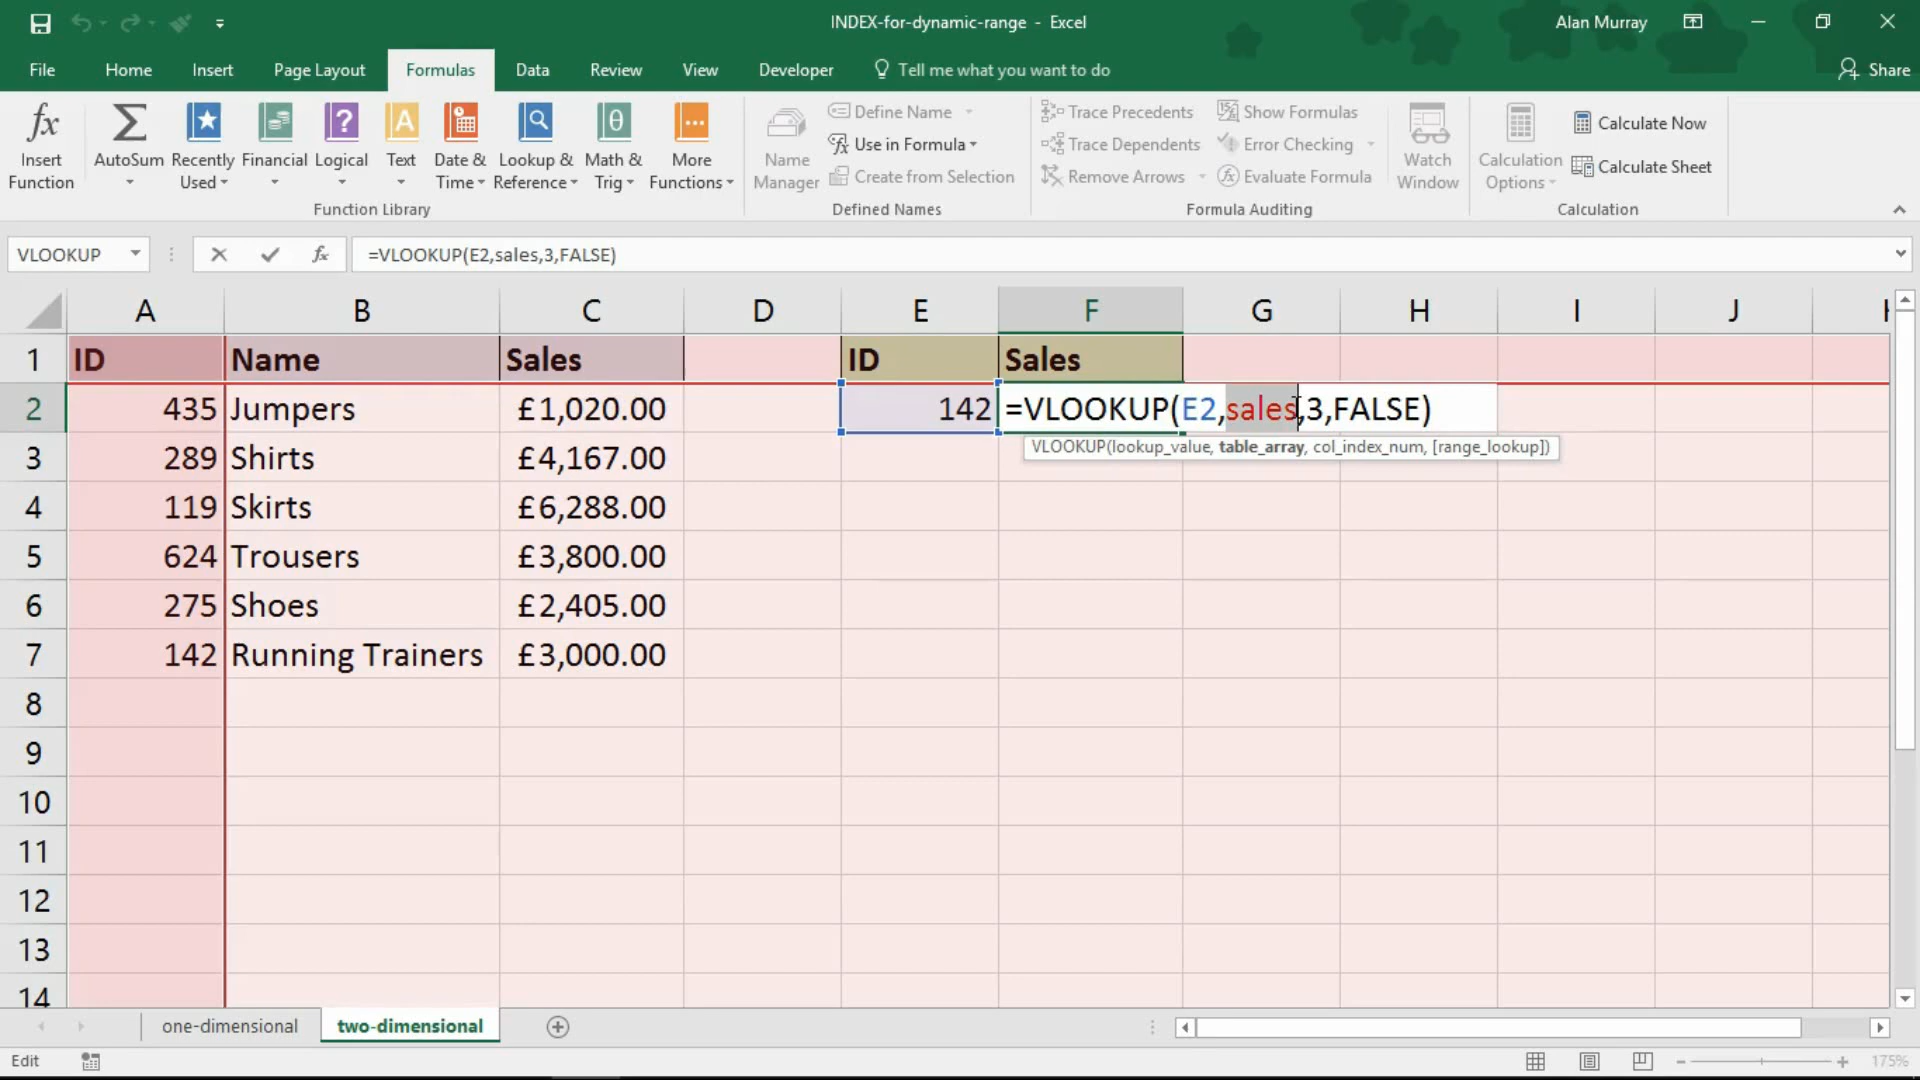 INDEX-for-dynamic-range - Excel
Alan Murray
File Home Insert Page Layout Formulas Data Review View Developer Tell me what you want to do Share
Insert Function
AutoSum
Recently Used
Financial
Logical
Text
Date & Time
Lookup & Reference
Math & Trig
More Functions
Function Library
Name Manager
Define Name
Use in Formula
Create from Selection
Defined Names
Trace Precedents
Trace Dependents
Remove Arrows
Show Formulas
Error Checking
Evaluate Formula
Formula Auditing
Watch Window
Calculation Options
Calculate Now
Calculate Sheet
Calculation
VLOOKUP fx =VLOOKUP(E2,sales,3,FALSE)
A B C D E F G H I J
1 ID Name Sales ID Sales
2 435 Jumpers £1,020.00 142 =VLOOKUP(E2,sales,3,FALSE)
VLOOKUP(lookup_value, table_array, col_index_num, [range_lookup])
3 289 Shirts £4,167.00
4 119 Skirts £6,288.00
5 624 Trousers £3,800.00
6 275 Shoes £2,405.00
7 142 Running Trainers £3,000.00
8
9
10
11
12
13
14
one-dimensional two-dimensional
Edit 175%